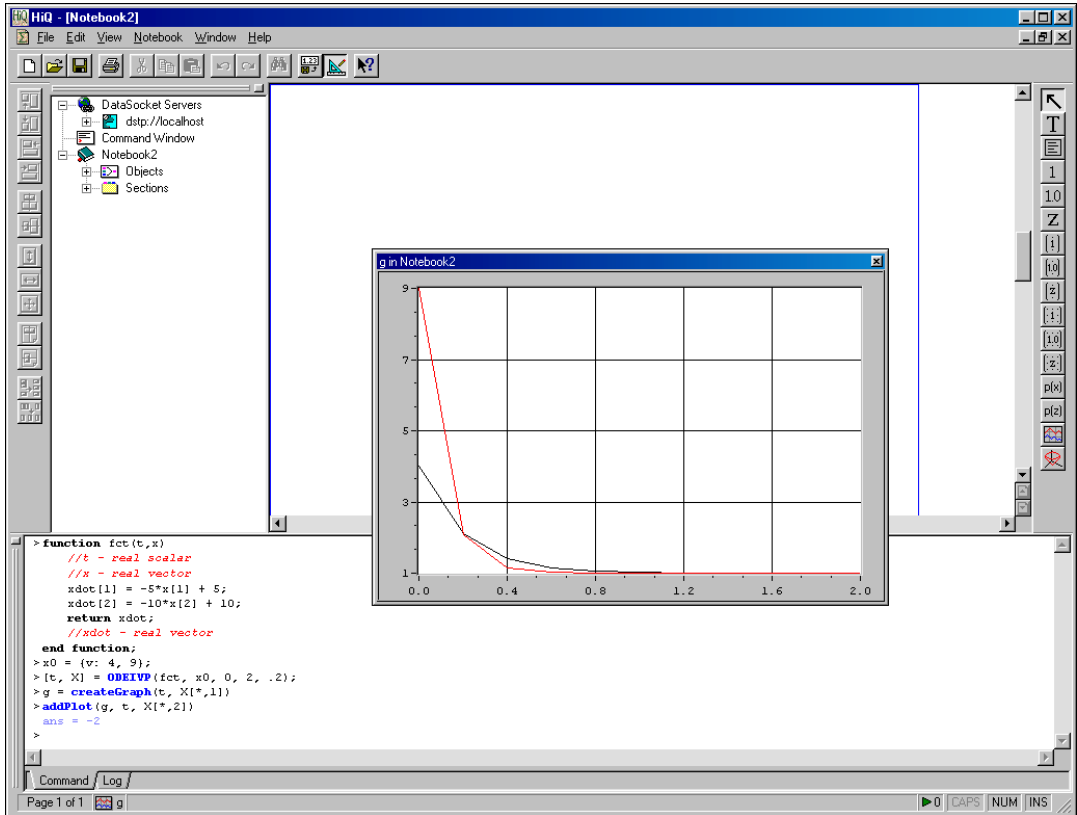 HiQ - [Notebook2]
File Edit View Notebook Window Help
DataSocket Servers
dstp://localhost
Command Window
Notebook2
Objects
Sections
T
1
1.0
Z
p(x)
p(z)
g in Notebook2
9
7
5
3
1
0.0 0.4 0.8 1.2 1.6 2.0
>function fct(t,x)
//t - real scalar
//x - real vector
xdot[1] = -5*x[1] + 5;
xdot[2] = -10*x[2] + 10;
return xdot;
//xdot - real vector
end function;
>x0 = {v: 4, 9};
>[t, X] = ODEIVP(fct, x0, 0, 2, .2);
>g = createGraph(t, X[*,1])
>addPlot(g, t, X[*,2])
ans = -2
>
Command Log
Page 1 of 1 g 0 CAPS NUM INS